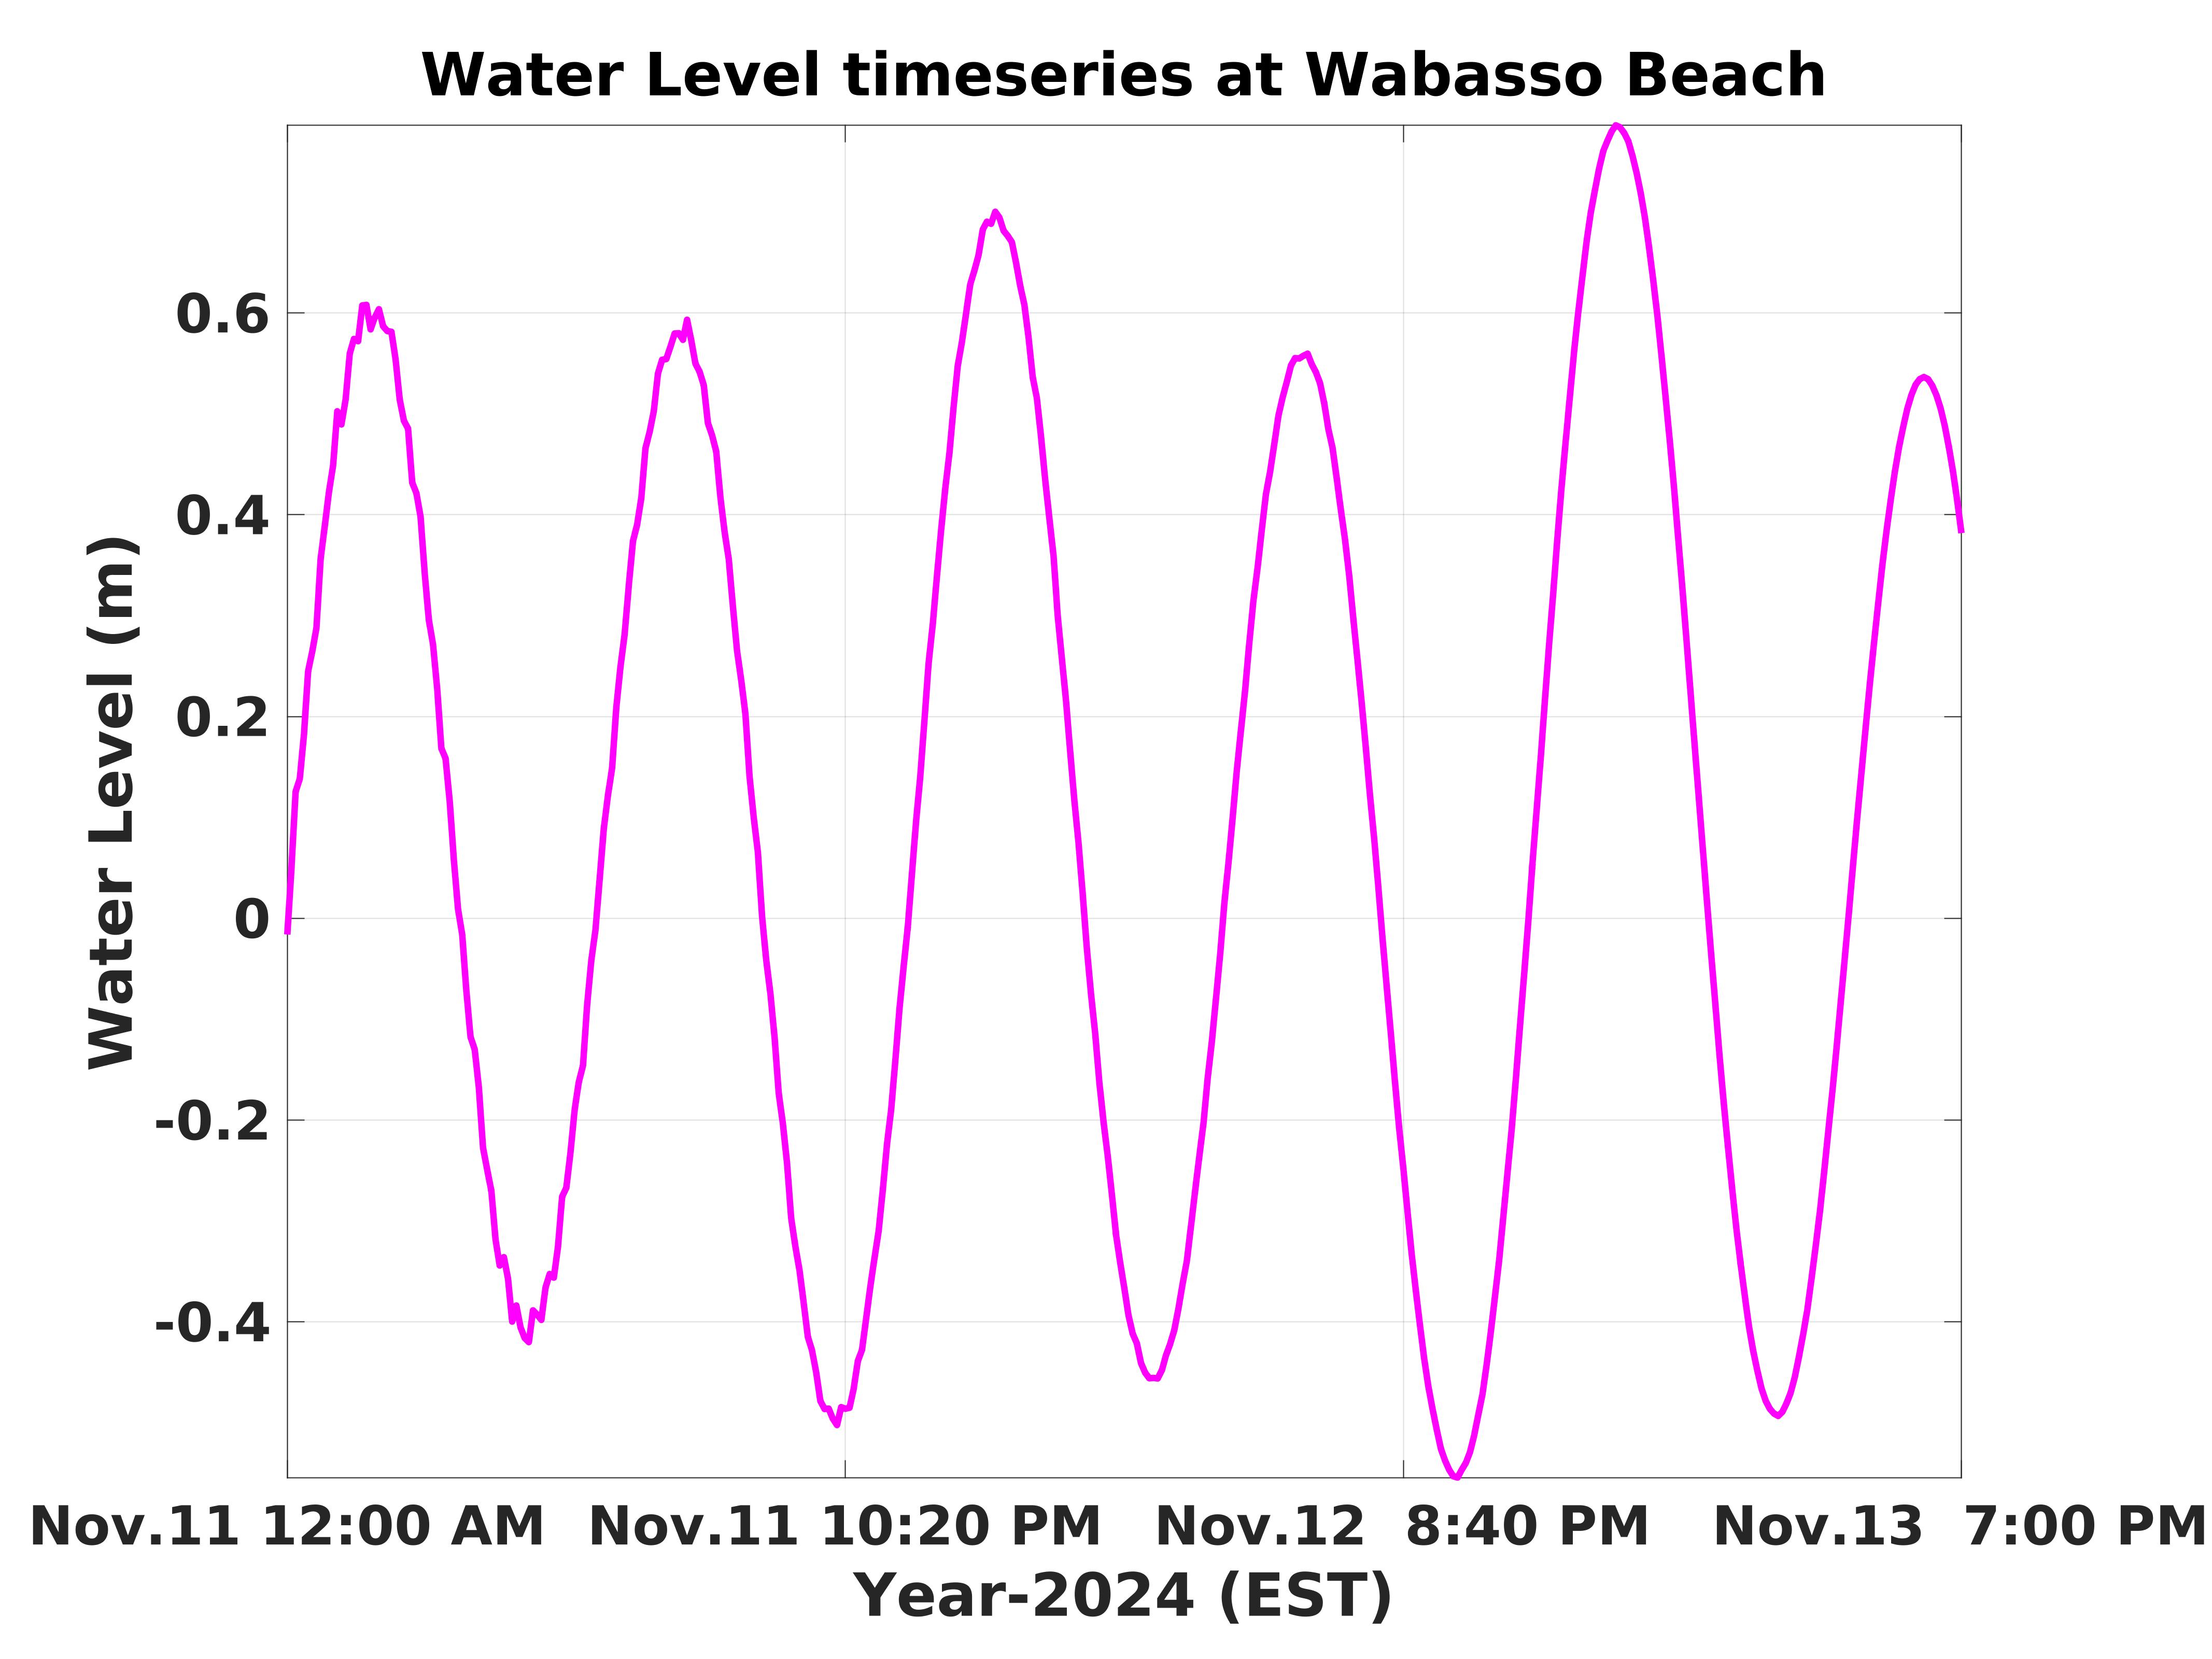 Water Level timeseries at Wabasso Beach
Water Level (m)
0.6
0.4
0.2
0
-0.2
-0.4
Nov.11 12:00 AM Nov.11 10:20 PM Nov.12 8:40 PM Nov.13 7:00 PM
Year-2024 (EST)